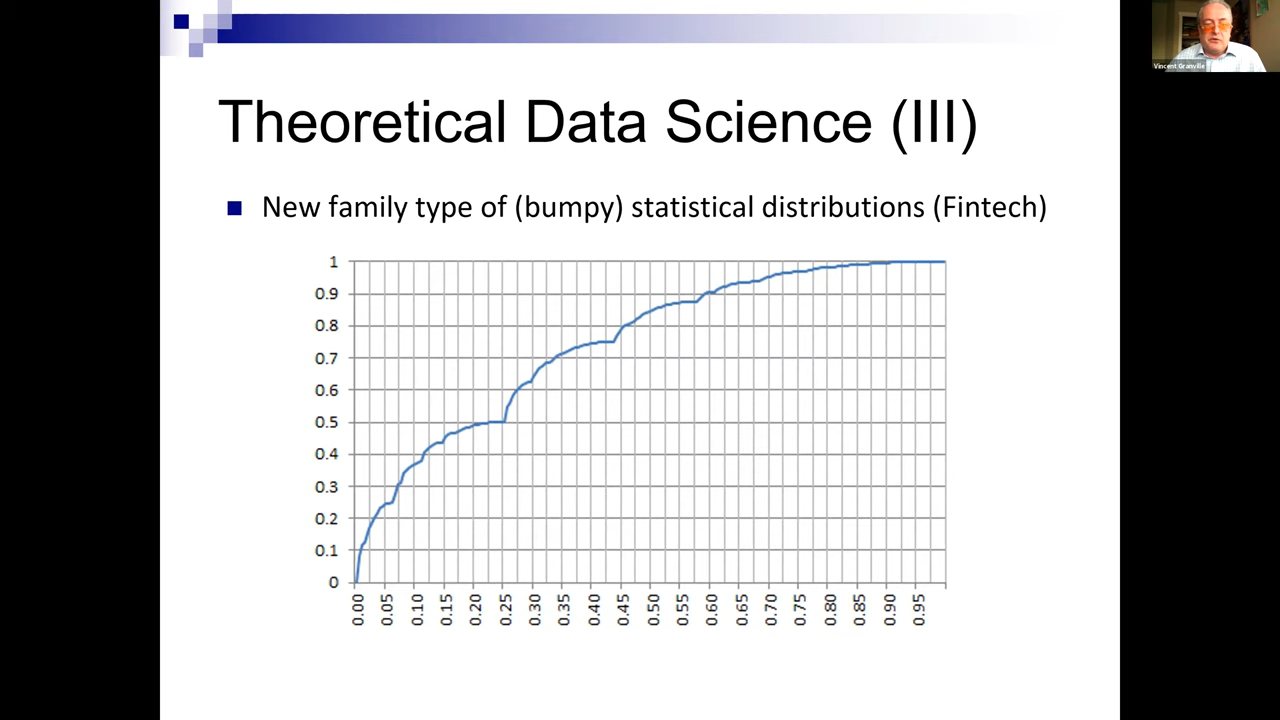 Vincent Granville
Theoretical Data Science (III)
New family type of (bumpy) statistical distributions (Fintech)
1
0.9
0.8
0.7
0.6
0.5
0.4
0.3
0.2
0.1
0
0.00 0.05 0.10 0.15 0.20 0.25 0.30 0.35 0.40 0.45 0.50 0.55 0.60 0.65 0.70 0.75 0.80 0.85 0.90 0.95